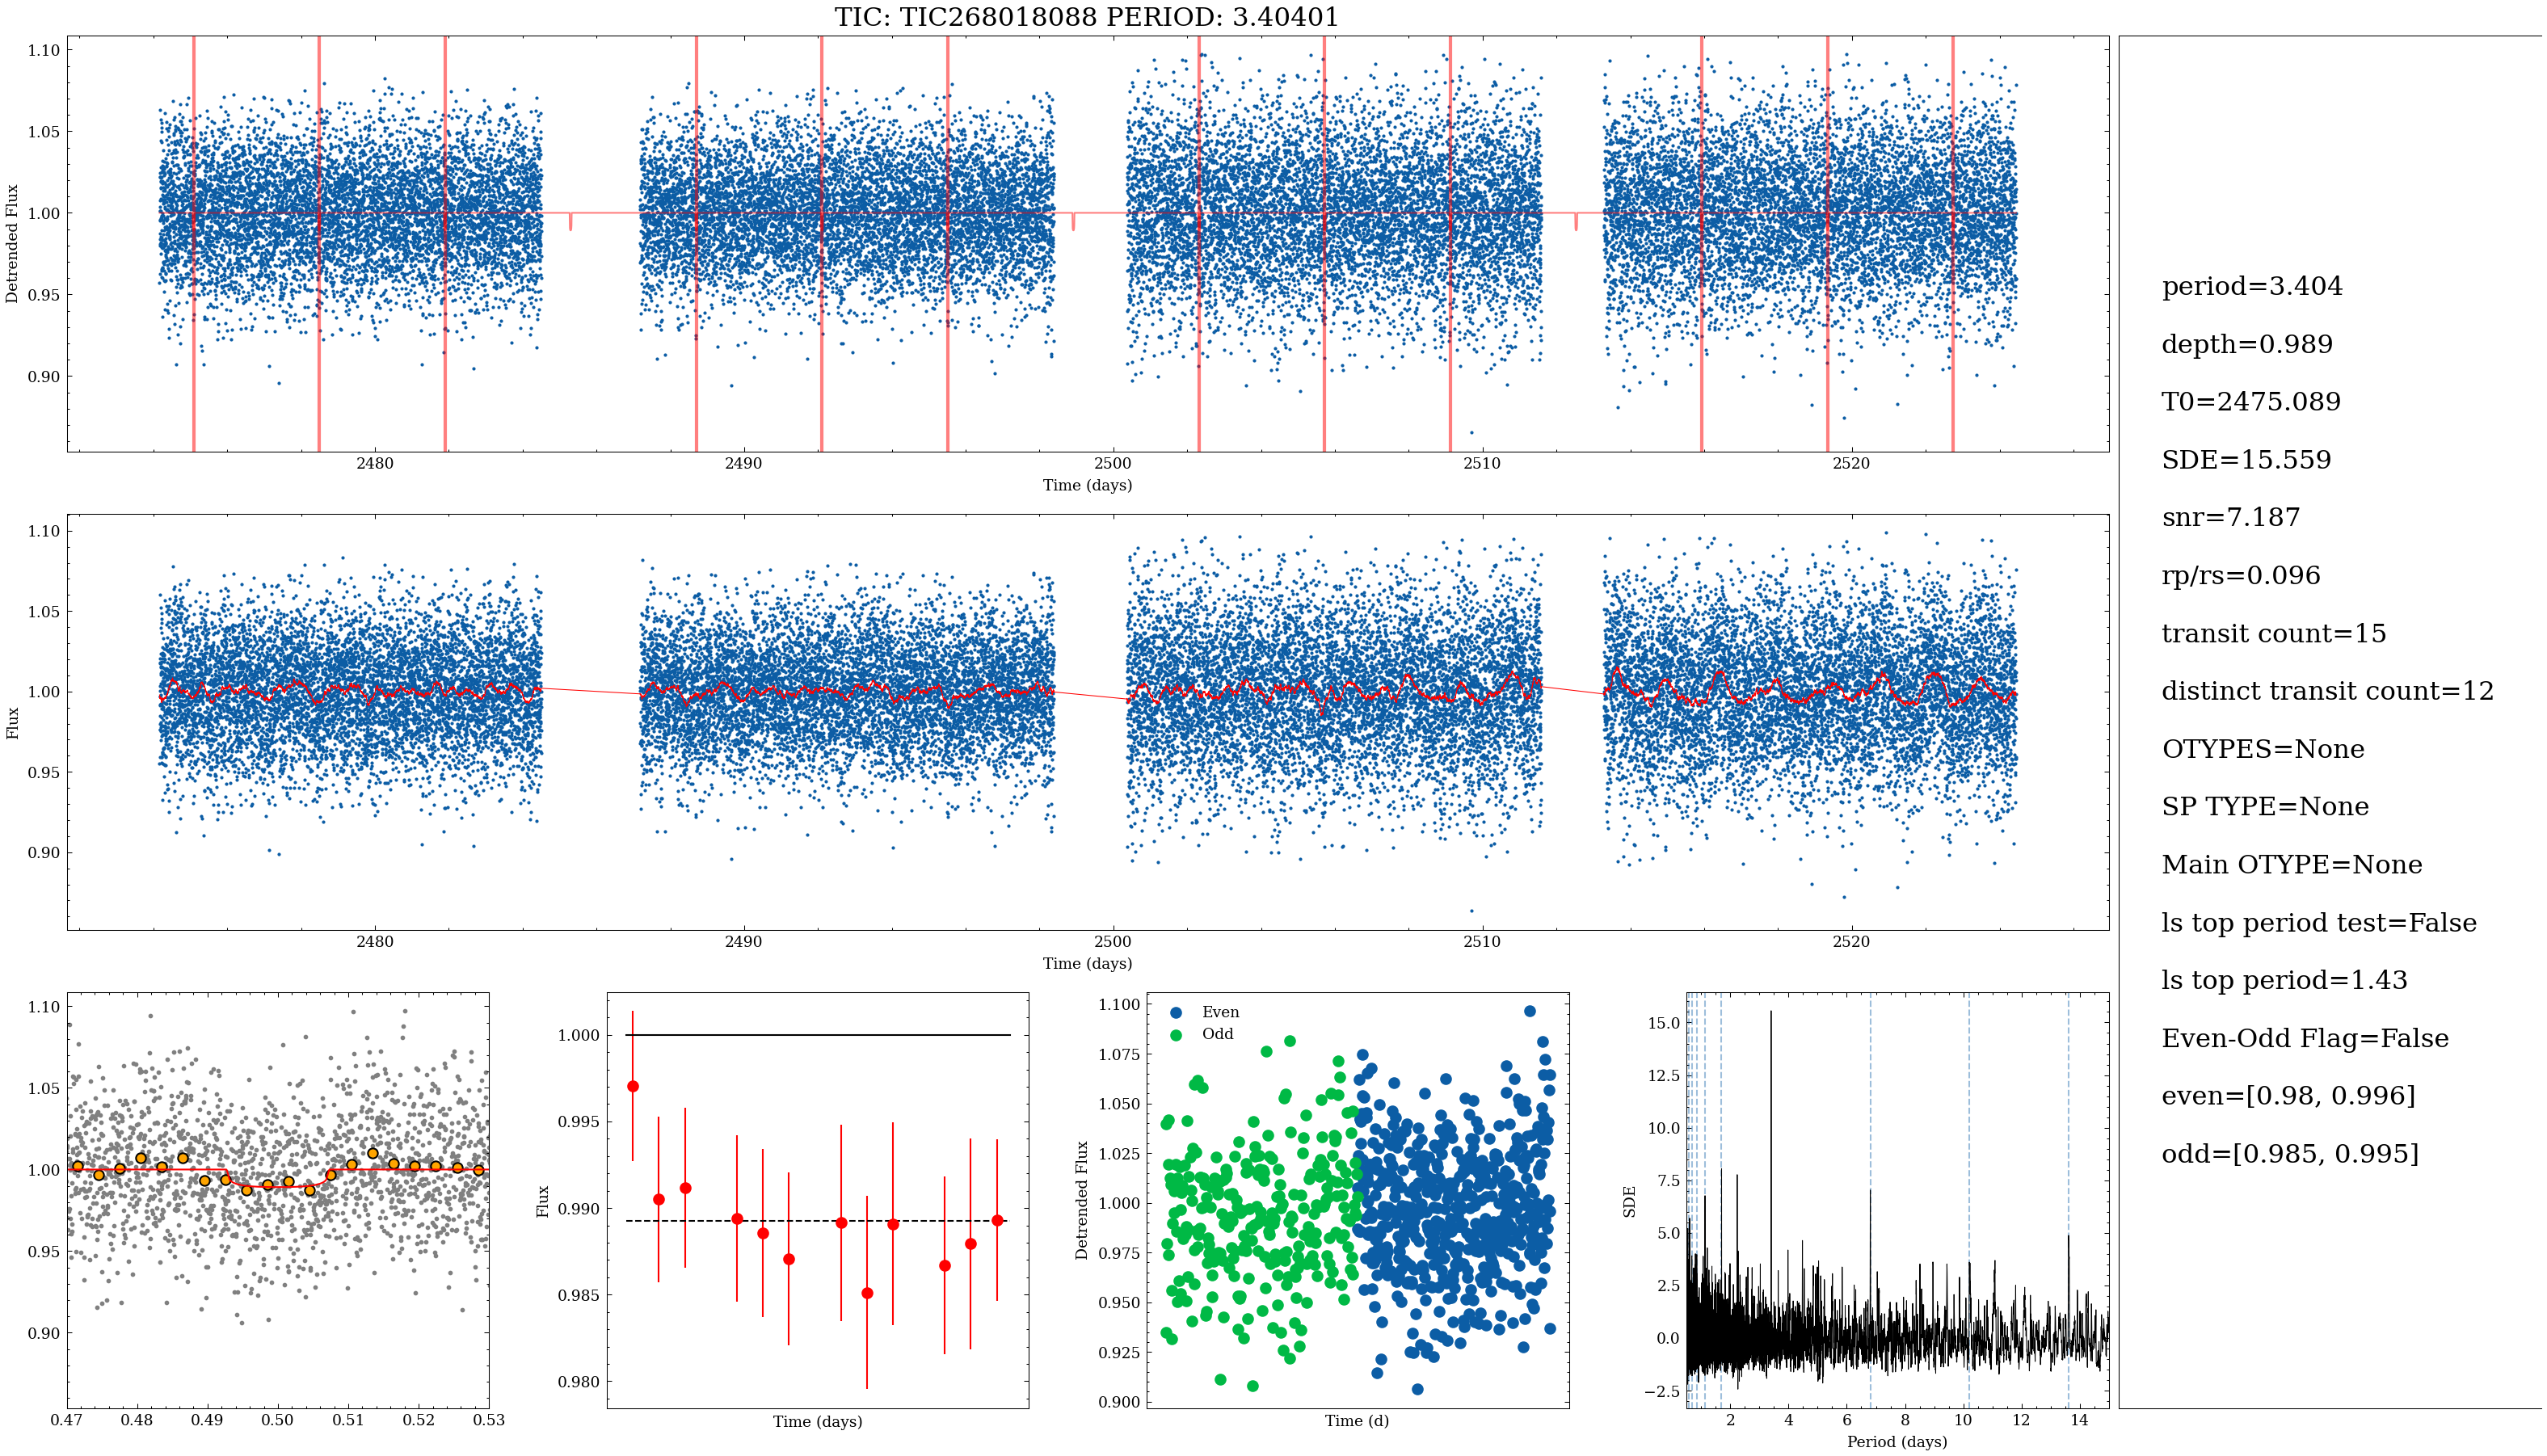 TIC: TIC268018088 PERIOD: 3.40401
1.10
1.05
1.00
0.95
0.90
Detrended Flux
2480
2490
2500
2510
2520
Time (days)
1.10
1.05
1.00
0.95
0.90
Flux
2480
2490
2500
2510
2520
Time (days)
1.10
1.05
1.00
0.95
0.90
0.47
0.48
0.49
0.50
0.51
0.52
0.53
1.000
0.995
0.990
0.985
0.980
Flux
Time (days)
Even
Odd
1.100
1.075
1.050
1.025
1.000
0.975
0.950
0.925
0.900
Detrended Flux
Time (d)
15.0
12.5
10.0
7.5
5.0
2.5
0.0
−2.5
SDE
2
4
6
8
10
12
14
Period (days)
period=3.404
depth=0.989
T0=2475.089
SDE=15.559
snr=7.187
rp/rs=0.096
transit count=15
distinct transit count=12
OTYPES=None
SP TYPE=None
Main OTYPE=None
ls top period test=False
ls top period=1.43
Even-Odd Flag=False
even=[0.98, 0.996]
odd=[0.985, 0.995]